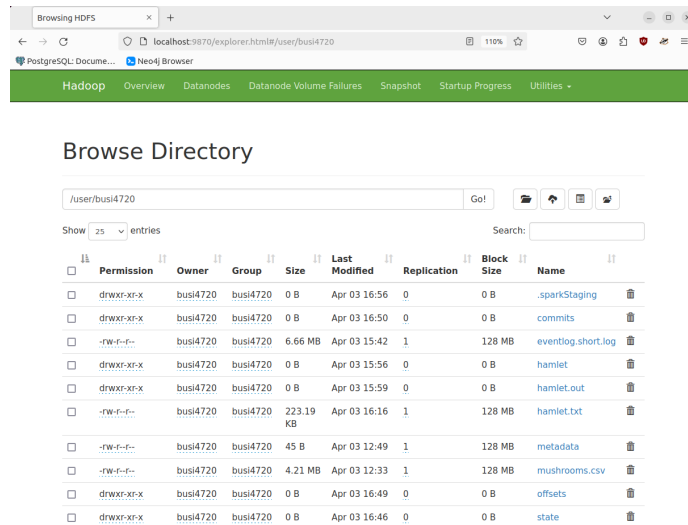 Browsing HDFS
localhost:9870/explorer.html#/user/busi4720 110%
PostgreSQL: Docume... Neo4j Browser
Hadoop Overview Datanodes Datanode Volume Failures Snapshot Startup Progress Utilities
Browse Directory
/user/busi4720 Go!
Show 25 entries Search:
Permission Owner Group Size Last Modified Replication Block Size Name
drwxr-xr-x busi4720 busi4720 0 B Apr 03 16:56 0 0 B .sparkStaging
drwxr-xr-x busi4720 busi4720 0 B Apr 03 16:50 0 0 B commits
-rw-r--r-- busi4720 busi4720 6.66 MB Apr 03 15:42 1 128 MB eventlog.short.log
drwxr-xr-x busi4720 busi4720 0 B Apr 03 15:56 0 0 B hamlet
drwxr-xr-x busi4720 busi4720 0 B Apr 03 15:59 0 0 B hamlet.out
-rw-r--r-- busi4720 busi4720 223.19 KB Apr 03 16:16 1 128 MB hamlet.txt
-rw-r--r-- busi4720 busi4720 45 B Apr 03 12:49 1 128 MB metadata
-rw-r--r-- busi4720 busi4720 4.21 MB Apr 03 12:33 1 128 MB mushrooms.csv
drwxr-xr-x busi4720 busi4720 0 B Apr 03 16:49 0 0 B offsets
drwxr-xr-x busi4720 busi4720 0 B Apr 03 16:46 0 0 B state